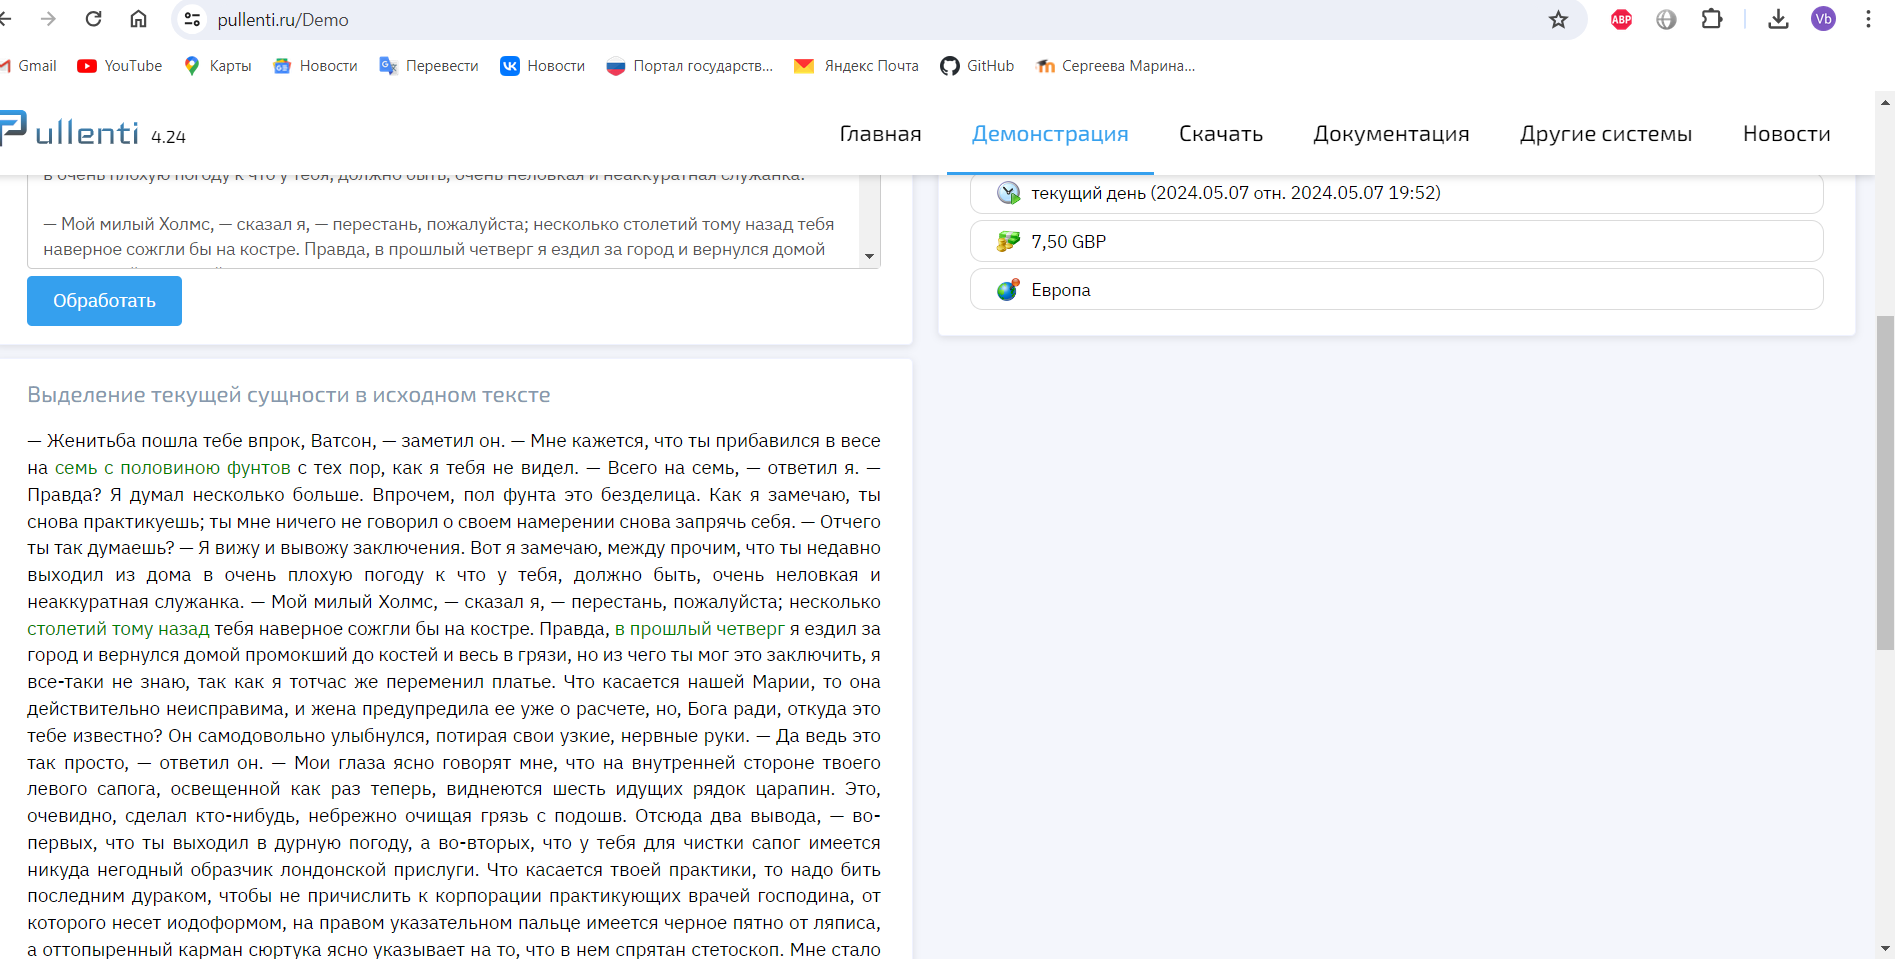 pullenti.ru/Demo
ABP
Vb
Gmail
YouTube
Карты
Новости
Перевести
Новости
Портал государств...
Яндекс Почта
GitHub
Сергеева Марина...
Pullenti 4.24
Главная
Демонстрация
Скачать
Документация
Другие системы
Новости
в очень плохую погоду к что у тебя, должно быть, очень неловкая и неаккуратная служанка.
— Мой милый Холмс, — сказал я, — перестань, пожалуйста; несколько столетий тому назад тебя
наверное сожгли бы на костре. Правда, в прошлый четверг я ездил за город и вернулся домой
Обработать
текущий день (2024.05.07 отн. 2024.05.07 19:52)
7,50 GBP
Европа
Выделение текущей сущности в исходном тексте
— Женитьба пошла тебе впрок, Ватсон, — заметил он. — Мне кажется, что ты прибавился в весе
на семь с половиною фунтов с тех пор, как я тебя не видел. — Всего на семь, — ответил я. —
Правда? Я думал несколько больше. Впрочем, пол фунта это безделица. Как я замечаю, ты
снова практикуешь; ты мне ничего не говорил о своем намерении снова запрячь себя. — Отчего
ты так думаешь? — Я вижу и вывожу заключения. Вот я замечаю, между прочим, что ты недавно
выходил из дома в очень плохую погоду к что у тебя, должно быть, очень неловкая и
неаккуратная служанка. — Мой милый Холмс, — сказал я, — перестань, пожалуйста; несколько
столетий тому назад тебя наверное сожгли бы на костре. Правда, в прошлый четверг я ездил за
город и вернулся домой промокший до костей и весь в грязи, но из чего ты мог это заключить, я
все-таки не знаю, так как я тотчас же переменил платье. Что касается нашей Марии, то она
действительно неисправима, и жена предупредила ее уже о расчете, но, Бога ради, откуда это
тебе известно? Он самодовольно улыбнулся, потирая свои узкие, нервные руки. — Да ведь это
так просто, — ответил он. — Мои глаза ясно говорят мне, что на внутренней стороне твоего
левого сапога, освещенной как раз теперь, виднеются шесть идущих рядок царапин. Это,
очевидно, сделал кто-нибудь, небрежно очищая грязь с подошв. Отсюда два вывода, — во-
первых, что ты выходил в дурную погоду, а во-вторых, что у тебя для чистки сапог имеется
никуда негодный образчик лондонской прислуги. Что касается твоей практики, то надо бить
последним дураком, чтобы не причислить к корпорации практикующих врачей господина, от
которого несет иодоформом, на правом указательном пальце имеется черное пятно от ляписа,
а оттопыренный карман сюртука ясно указывает на то, что в нем спрятан стетоскоп. Мне стало